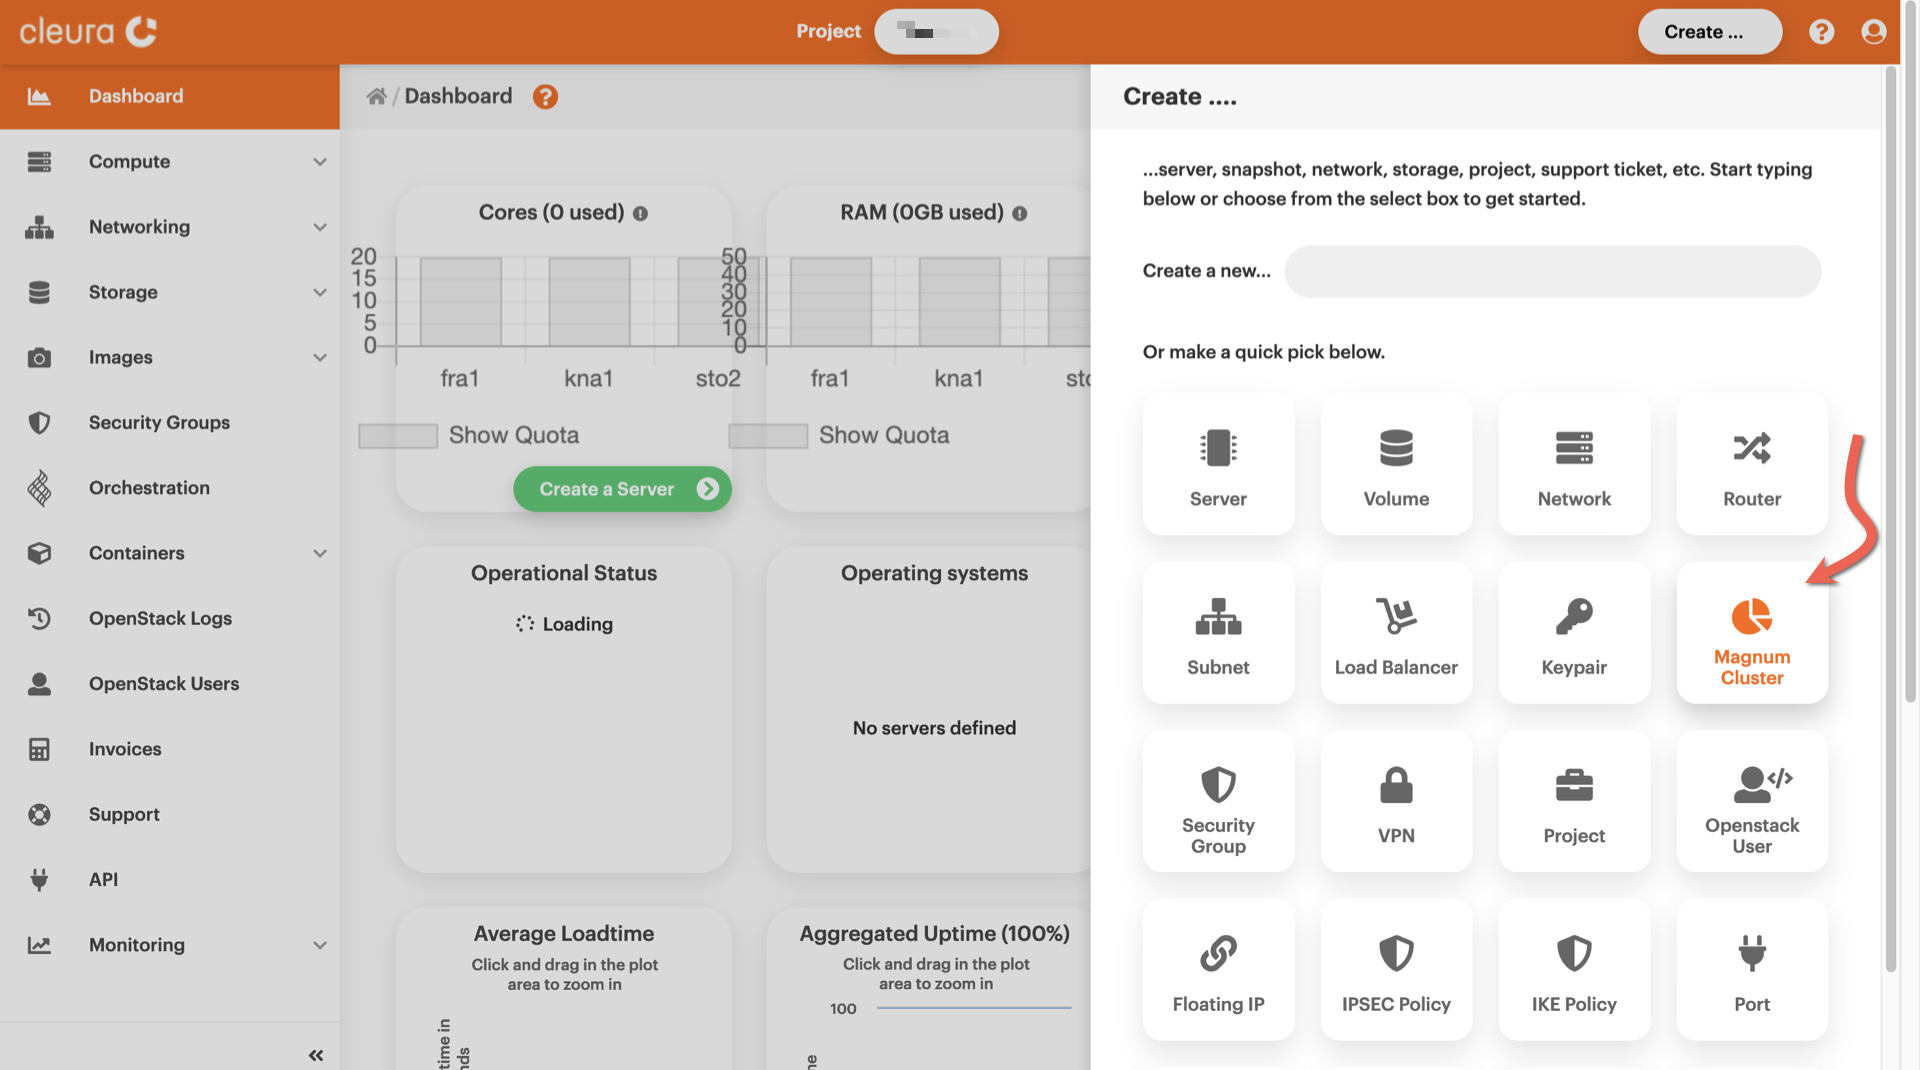 cleura
Project
Create ...
Dashboard
Compute
Networking
Storage
Images
Security Groups
Orchestration
Containers
OpenStack Logs
OpenStack Users
Invoices
Support
API
Monitoring
«
/ Dashboard
Cores (0 used)
20
15
10
5
0
fra1
kna1
sto2
Show Quota
Create a Server
RAM (0GB used)
50
40
30
20
10
0
fra1
kna1
Show Quota
Operational Status
Loading
Operating systems
No servers defined
Average Loadtime
Click and drag in the plot
area to zoom in
time in
Aggregated Uptime (100%)
Click and drag in the plot
area to zoom in
100
Create ....
...server, snapshot, network, storage, project, support ticket, etc. Start typing
below or choose from the select box to get started.
Create a new...
Or make a quick pick below.
Server
Volume
Network
Router
Subnet
Load Balancer
Keypair
Magnum
Cluster
Security
Group
VPN
Project
Openstack
User
Floating IP
IPSEC Policy
IKE Policy
Port